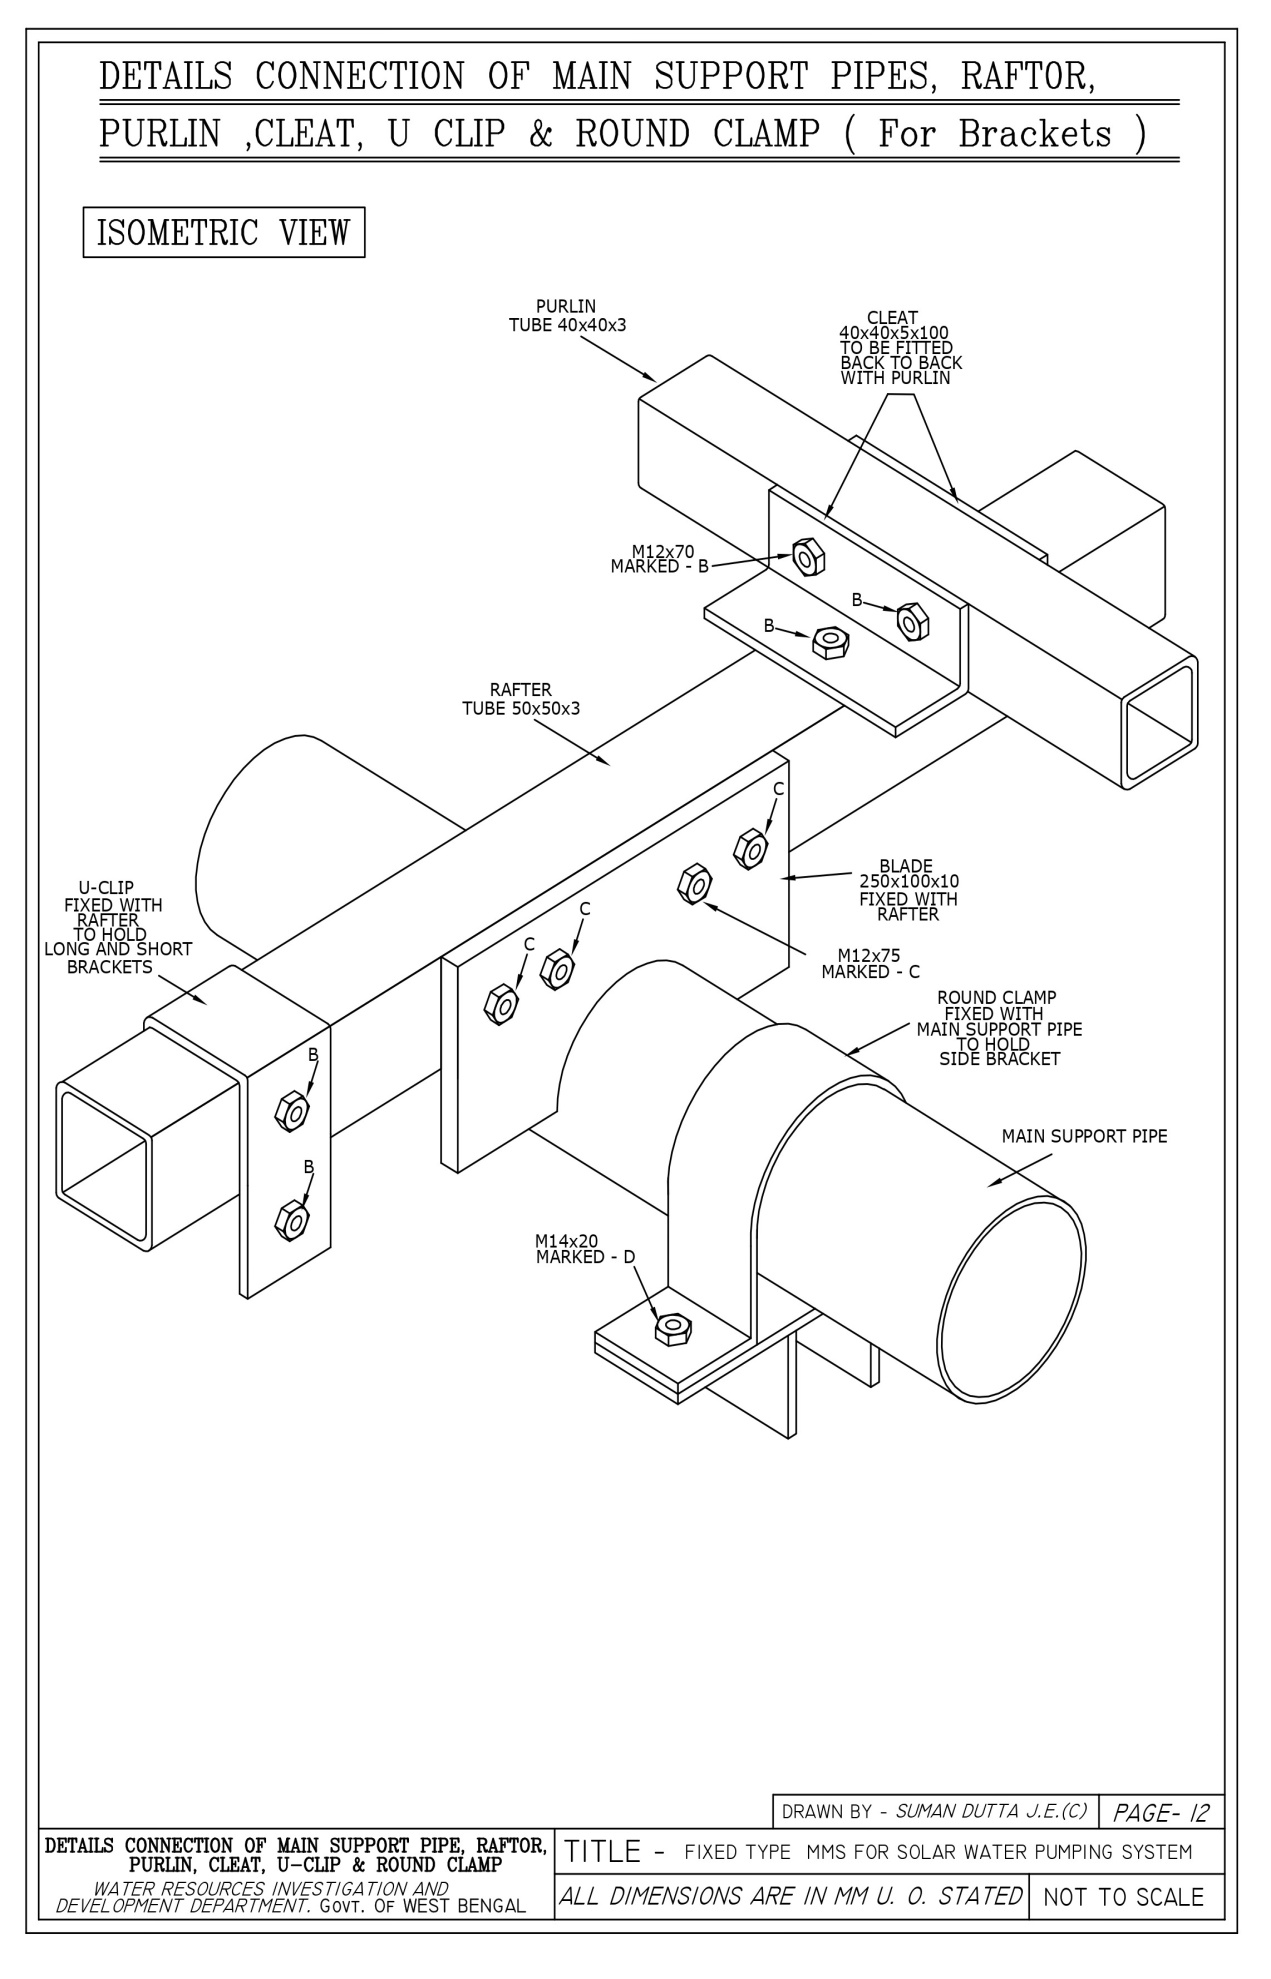 DETAILS CONNECTION OF MAIN SUPPORT PIPES, RAFTOR,
PURLIN ,CLEAT, U CLIP & ROUND CLAMP ( For Brackets )
ISOMETRIC VIEW
PURLIN
TUBE 40x40x3
CLEAT
40x40x5x100
TO BE FITTED
BACK TO BACK
WITH PURLIN
M12x70
MARKED - B
B
B
RAFTER
TUBE 50x50x3
C
BLADE
250x100x10
FIXED WITH
RAFTER
U-CLIP
FIXED WITH
RAFTER
TO HOLD
LONG AND SHORT
BRACKETS
C
C
M12x75
MARKED - C
ROUND CLAMP
FIXED WITH
MAIN SUPPORT PIPE
TO HOLD
SIDE BRACKET
B
MAIN SUPPORT PIPE
B
M14x20
MARKED - D
DRAWN BY - SUMAN DUTTA J.E.(C)
PAGE- 12
DETAILS CONNECTION OF MAIN SUPPORT PIPE, RAFTOR,
PURLIN, CLEAT, U-CLIP & ROUND CLAMP
WATER RESOURCES INVESTIGATION AND
DEVELOPMENT DEPARTMENT. GOVT. OF WEST BENGAL
TITLE - FIXED TYPE MMS FOR SOLAR WATER PUMPING SYSTEM
ALL DIMENSIONS ARE IN MM U. O. STATED
NOT TO SCALE